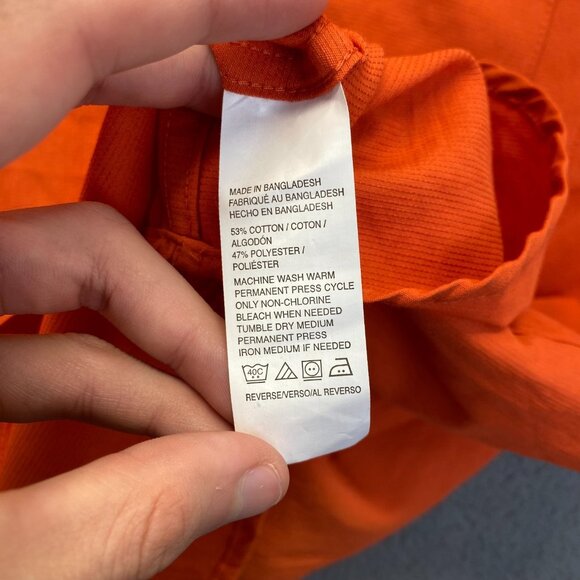 MADE IN BANGLADESH
FABRIQUÉ AU BANGLADESH
HECHO EN BANGLADESH
53% COTTON / COTON /
ALGODÓN
47% POLYESTER /
POLIÉSTER
MACHINE WASH WARM
PERMANENT PRESS CYCLE
ONLY NON-CHLORINE
BLEACH WHEN NEEDED
TUMBLE DRY MEDIUM
PERMANENT PRESS
IRON MEDIUM IF NEEDED
40C
REVERSE/VERSO/AL REVERSO